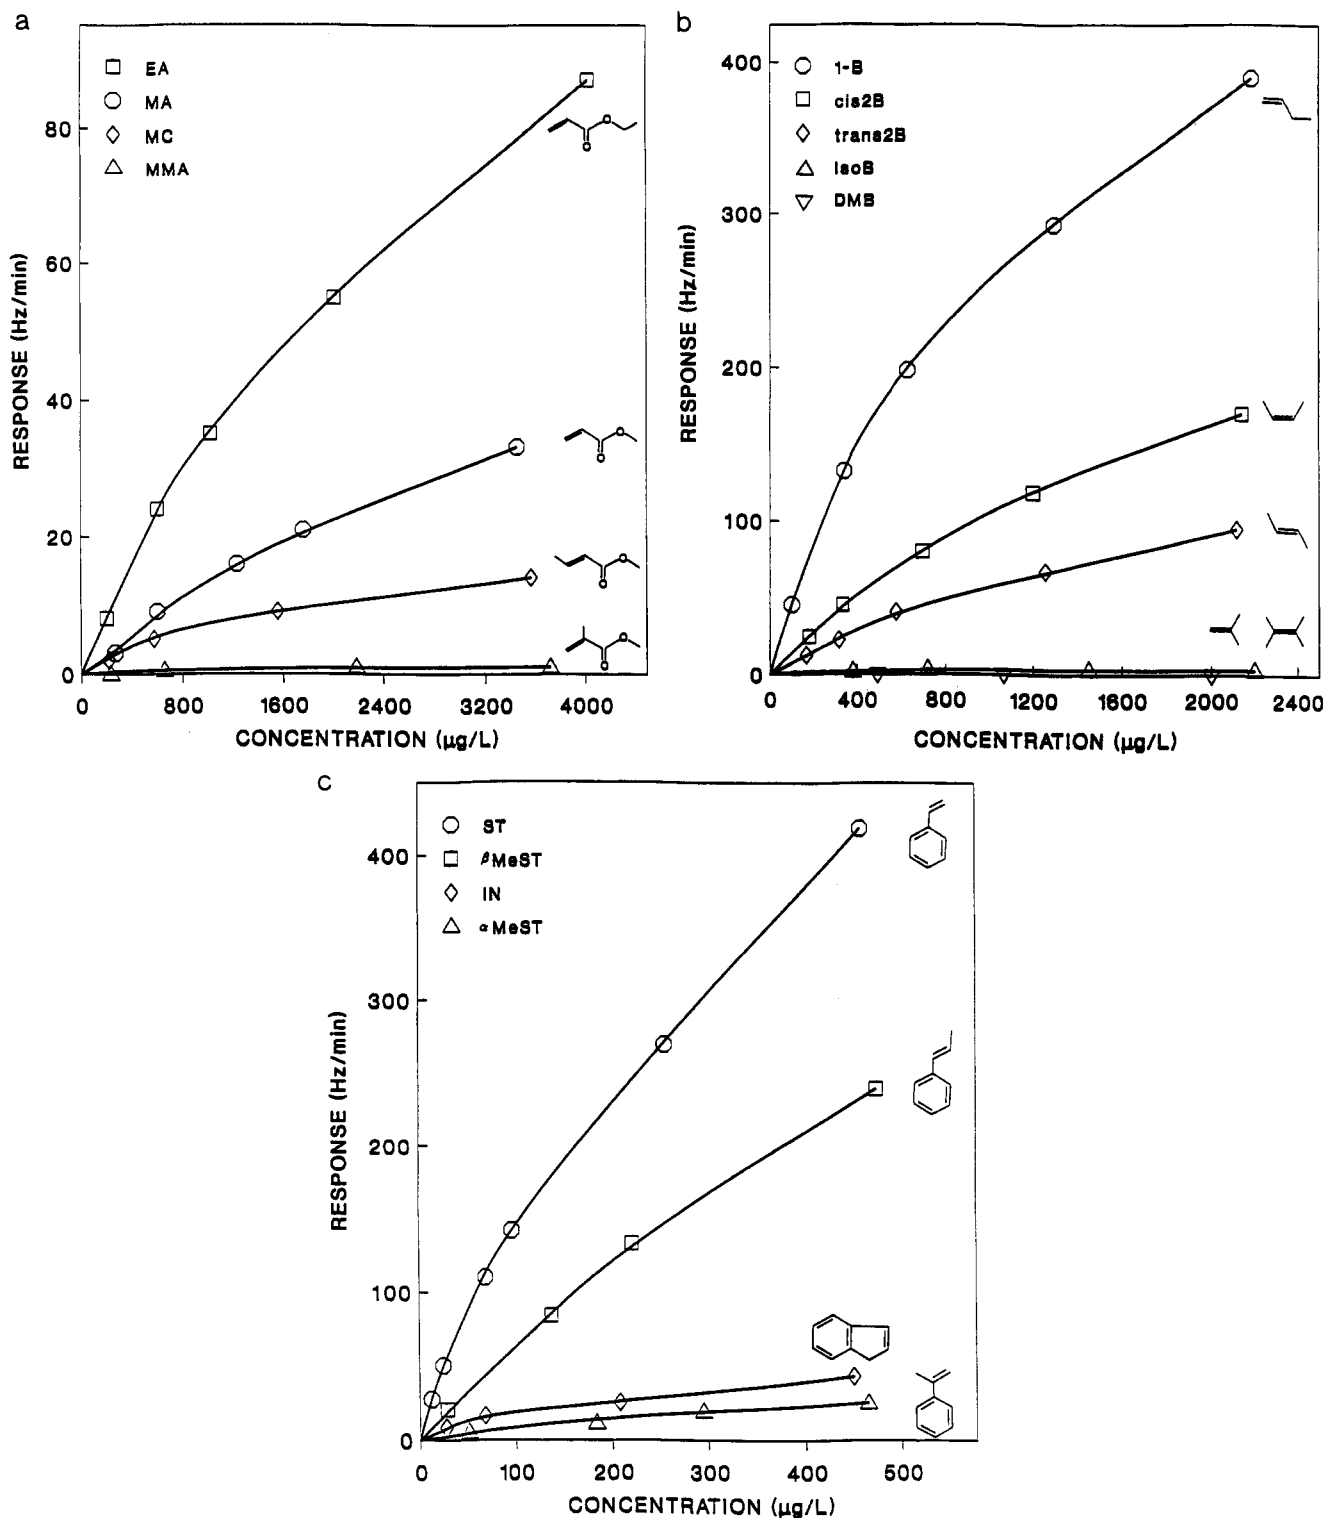 a
EA
MA
MC
MMA
80
60
40
20
0
RESPONSE (Hz/min)
0 800 1600 2400 3200 4000
CONCENTRATION (µg/L)
O
O
O
O
O
O
O
O
b
1-B
cis2B
trans2B
IsoB
DMB
400
300
200
100
0
RESPONSE (Hz/min)
0 400 800 1200 1600 2000 2400
CONCENTRATION (µg/L)
c
ST
βMeST
IN
αMeST
400
300
200
100
0
RESPONSE (Hz/min)
0 100 200 300 400 500
CONCENTRATION (µg/L)